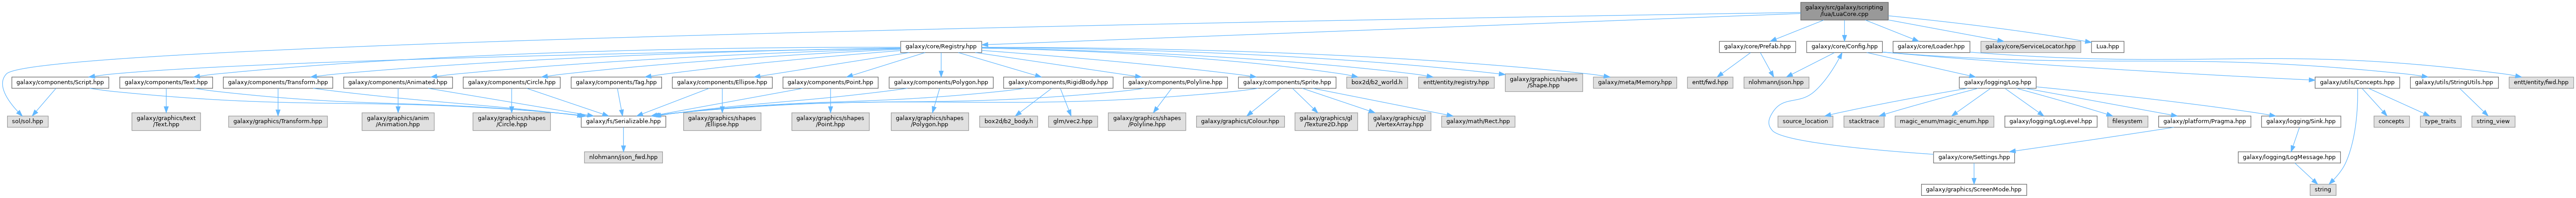 galaxy/src/galaxy/scripting
/lua/LuaCore.cpp
galaxy/core/Registry.hpp
galaxy/core/Prefab.hpp
galaxy/core/Config.hpp
galaxy/core/Loader.hpp
galaxy/core/ServiceLocator.hpp
Lua.hpp
galaxy/components/Script.hpp
galaxy/components/Text.hpp
galaxy/components/Transform.hpp
galaxy/components/Animated.hpp
galaxy/components/Circle.hpp
galaxy/components/Tag.hpp
galaxy/components/Ellipse.hpp
galaxy/components/Point.hpp
galaxy/components/Polygon.hpp
galaxy/components/RigidBody.hpp
galaxy/components/Polyline.hpp
galaxy/components/Sprite.hpp
box2d/b2_world.h
entt/entity/registry.hpp
galaxy/graphics/shapes
/Shape.hpp
galaxy/meta/Memory.hpp
entt/fwd.hpp
nlohmann/json.hpp
galaxy/logging/Log.hpp
galaxy/utils/Concepts.hpp
galaxy/utils/StringUtils.hpp
entt/entity/fwd.hpp
sol/sol.hpp
galaxy/graphics/text
/Text.hpp
galaxy/graphics/Transform.hpp
galaxy/graphics/anim
/Animation.hpp
galaxy/graphics/shapes
/Circle.hpp
galaxy/fs/Serializable.hpp
galaxy/graphics/shapes
/Ellipse.hpp
galaxy/graphics/shapes
/Point.hpp
galaxy/graphics/shapes
/Polygon.hpp
box2d/b2_body.h
glm/vec2.hpp
galaxy/graphics/shapes
/Polyline.hpp
galaxy/graphics/Colour.hpp
galaxy/graphics/gl
/Texture2D.hpp
galaxy/graphics/gl
/VertexArray.hpp
galaxy/math/Rect.hpp
source_location
stacktrace
magic_enum/magic_enum.hpp
galaxy/logging/LogLevel.hpp
filesystem
galaxy/platform/Pragma.hpp
galaxy/logging/Sink.hpp
concepts
type_traits
string_view
nlohmann/json_fwd.hpp
galaxy/core/Settings.hpp
galaxy/logging/LogMessage.hpp
galaxy/graphics/ScreenMode.hpp
string